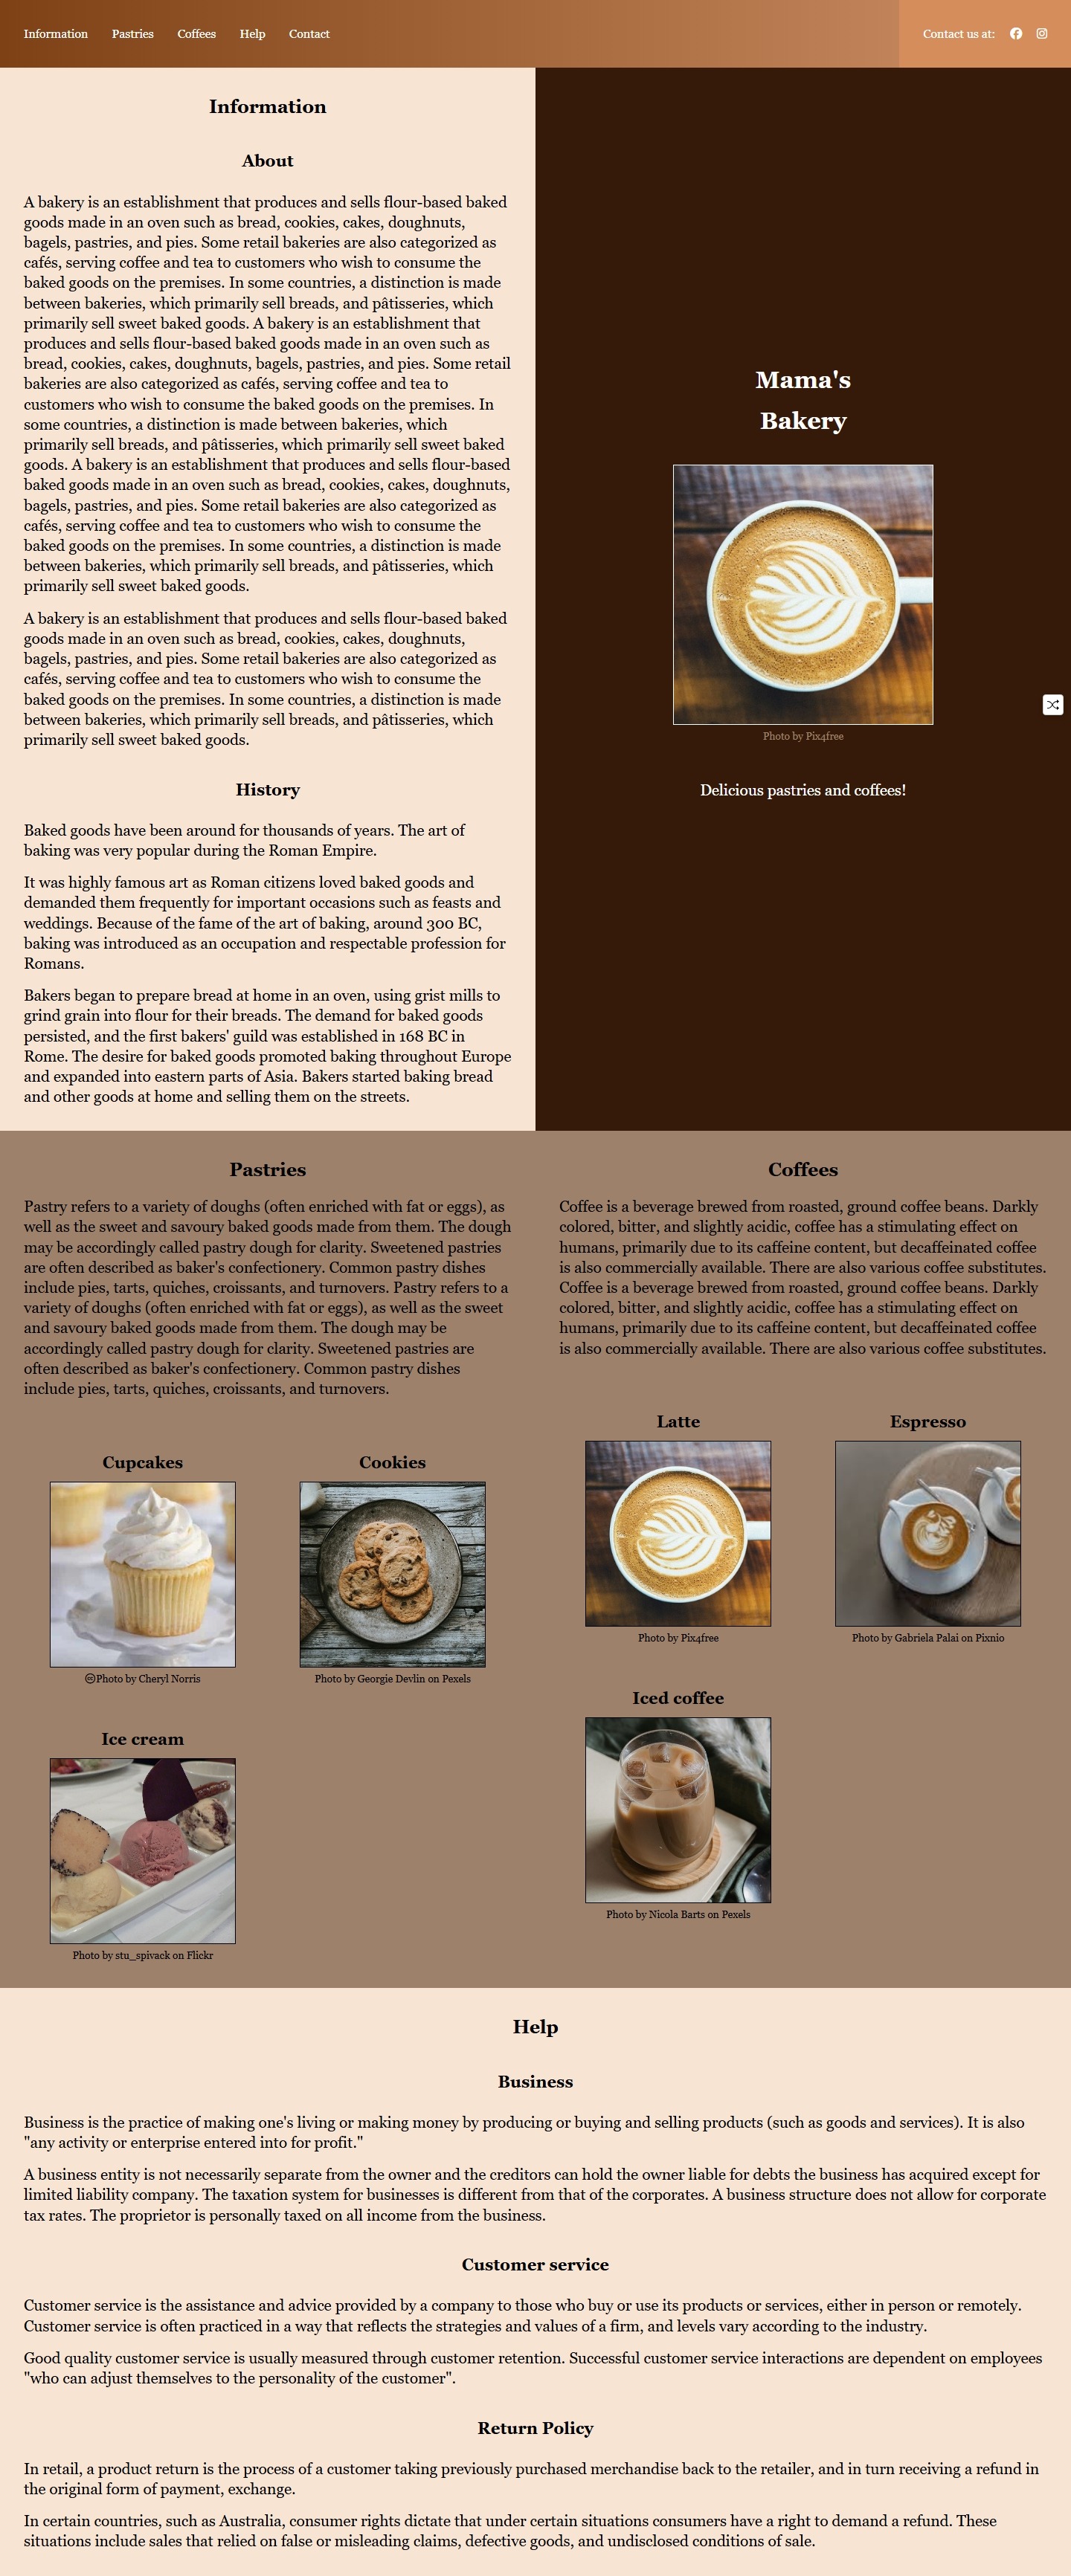 Information Pastries Coffees Help Contact Contact us at:
Information
About
A bakery is an establishment that produces and sells flour-based baked
goods made in an oven such as bread, cookies, cakes, doughnuts,
bagels, pastries, and pies. Some retail bakeries are also categorized as
cafés, serving coffee and tea to customers who wish to consume the
baked goods on the premises. In some countries, a distinction is made
between bakeries, which primarily sell breads, and pâtisseries, which
primarily sell sweet baked goods. A bakery is an establishment that
produces and sells flour-based baked goods made in an oven such as
bread, cookies, cakes, doughnuts, bagels, pastries, and pies. Some retail
bakeries are also categorized as cafés, serving coffee and tea to
customers who wish to consume the baked goods on the premises. In
some countries, a distinction is made between bakeries, which
primarily sell breads, and pâtisseries, which primarily sell sweet baked
goods. A bakery is an establishment that produces and sells flour-based
baked goods made in an oven such as bread, cookies, cakes, doughnuts,
bagels, pastries, and pies. Some retail bakeries are also categorized as
cafés, serving coffee and tea to customers who wish to consume the
baked goods on the premises. In some countries, a distinction is made
between bakeries, which primarily sell breads, and pâtisseries, which
primarily sell sweet baked goods.
A bakery is an establishment that produces and sells flour-based baked
goods made in an oven such as bread, cookies, cakes, doughnuts,
bagels, pastries, and pies. Some retail bakeries are also categorized as
cafés, serving coffee and tea to customers who wish to consume the
baked goods on the premises. In some countries, a distinction is made
between bakeries, which primarily sell breads, and pâtisseries, which
primarily sell sweet baked goods.
History
Baked goods have been around for thousands of years. The art of
baking was very popular during the Roman Empire.
It was highly famous art as Roman citizens loved baked goods and
demanded them frequently for important occasions such as feasts and
weddings. Because of the fame of the art of baking, around 300 BC,
baking was introduced as an occupation and respectable profession for
Romans.
Bakers began to prepare bread at home in an oven, using grist mills to
grind grain into flour for their breads. The demand for baked goods
persisted, and the first bakers' guild was established in 168 BC in
Rome. The desire for baked goods promoted baking throughout Europe
and expanded into eastern parts of Asia. Bakers started baking bread
and other goods at home and selling them on the streets.
Mama's
Bakery
Photo by Pix4free
Delicious pastries and coffees!
Pastries
Pastry refers to a variety of doughs (often enriched with fat or eggs), as
well as the sweet and savoury baked goods made from them. The dough
may be accordingly called pastry dough for clarity. Sweetened pastries
are often described as baker's confectionery. Common pastry dishes
include pies, tarts, quiches, croissants, and turnovers. Pastry refers to a
variety of doughs (often enriched with fat or eggs), as well as the sweet
and savoury baked goods made from them. The dough may be
accordingly called pastry dough for clarity. Sweetened pastries are
often described as baker's confectionery. Common pastry dishes
include pies, tarts, quiches, croissants, and turnovers.
Cupcakes
Photo by Cheryl Norris
Cookies
Photo by Georgie Devlin on Pexels
Ice cream
Photo by stu_spivack on Flickr
Coffees
Coffee is a beverage brewed from roasted, ground coffee beans. Darkly
colored, bitter, and slightly acidic, coffee has a stimulating effect on
humans, primarily due to its caffeine content, but decaffeinated coffee
is also commercially available. There are also various coffee substitutes.
Coffee is a beverage brewed from roasted, ground coffee beans. Darkly
colored, bitter, and slightly acidic, coffee has a stimulating effect on
humans, primarily due to its caffeine content, but decaffeinated coffee
is also commercially available. There are also various coffee substitutes.
Latte
Photo by Pix4free
Espresso
Photo by Gabriela Palai on Pixnio
Iced coffee
Photo by Nicola Barts on Pexels
Help
Business
Business is the practice of making one's living or making money by producing or buying and selling products (such as goods and services). It is also
"any activity or enterprise entered into for profit."
A business entity is not necessarily separate from the owner and the creditors can hold the owner liable for debts the business has acquired except for
limited liability company. The taxation system for businesses is different from that of the corporates. A business structure does not allow for corporate
tax rates. The proprietor is personally taxed on all income from the business.
Customer service
Customer service is the assistance and advice provided by a company to those who buy or use its products or services, either in person or remotely.
Customer service is often practiced in a way that reflects the strategies and values of a firm, and levels vary according to the industry.
Good quality customer service is usually measured through customer retention. Successful customer service interactions are dependent on employees
"who can adjust themselves to the personality of the customer".
Return Policy
In retail, a product return is the process of a customer taking previously purchased merchandise back to the retailer, and in turn receiving a refund in
the original form of payment, exchange.
In certain countries, such as Australia, consumer rights dictate that under certain situations consumers have a right to demand a refund. These
situations include sales that relied on false or misleading claims, defective goods, and undisclosed conditions of sale.